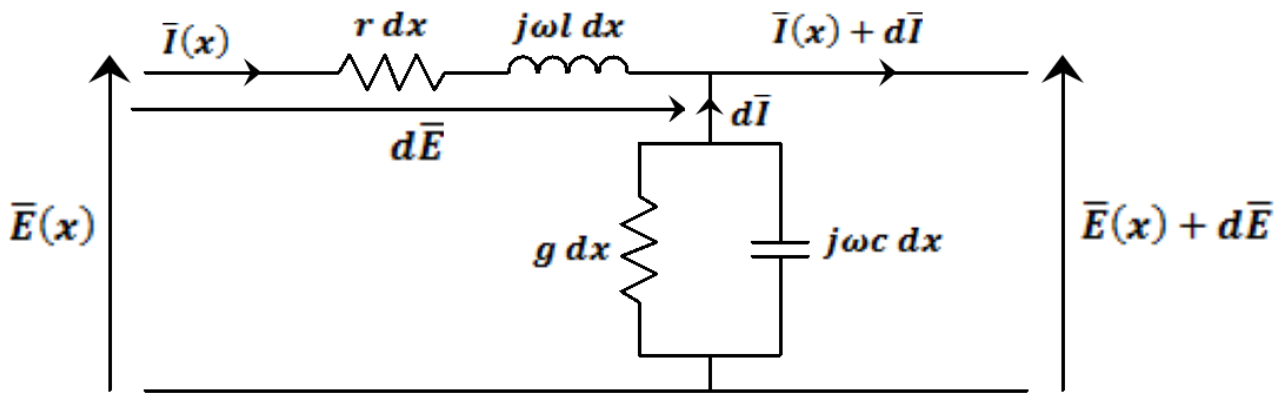 Ī(x)
r dx
jωl dx
Ī(x) + dĪ
dĪ
dĒ
Ē(x)
g dx
jωc dx
Ē(x) + dĒ